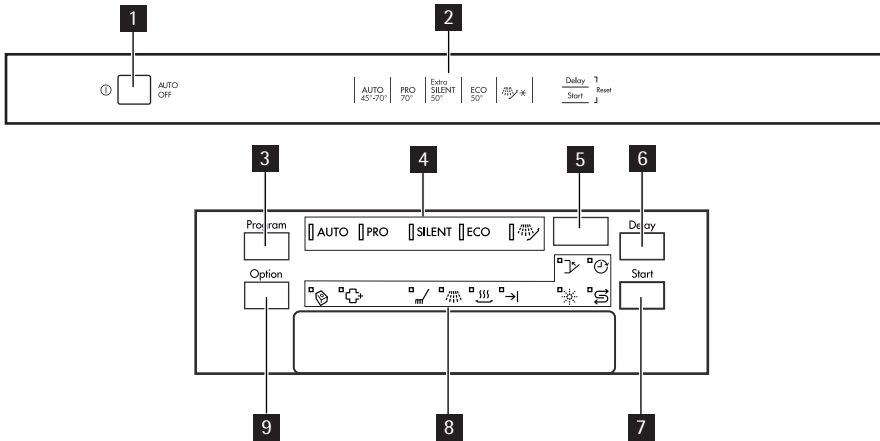 1
2
AUTO
OFF
AUTO
45°-70°
PRO
70°
Extra
SILENT
50°
ECO
50°
Delay
Start
Reset
3
4
5
6
Program
AUTO
PRO
SILENT
ECO
Delay
Option
Start
9
8
7